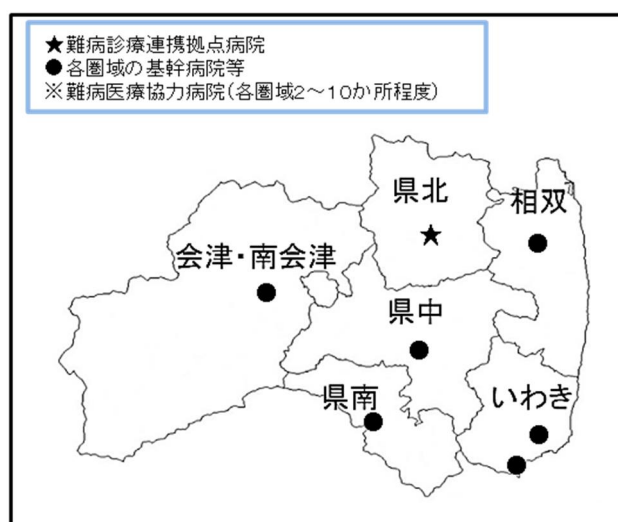 ★難病診療連携拠点病院
●各圏域の基幹病院等
※難病医療協力病院(各圏域2～10か所程度)
県北
相双
会津・南会津
県中
県南
いわき